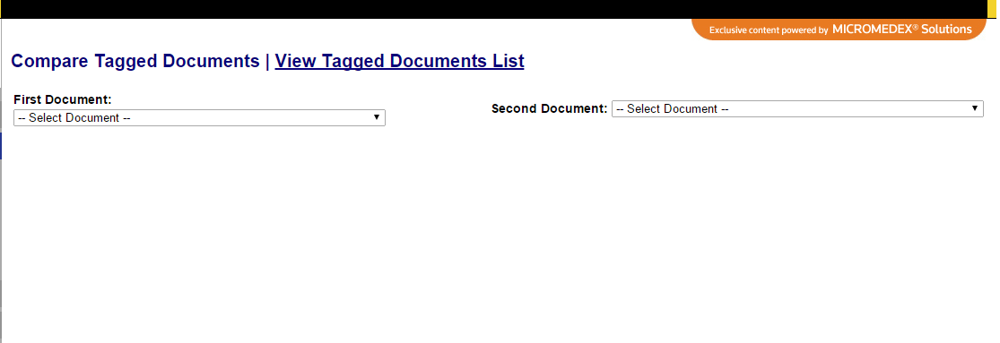 Exclusive content powered by MICROMEDEX® Solutions
Compare Tagged Documents | View Tagged Documents List
First Document:
-- Select Document --
Second Document: -- Select Document --